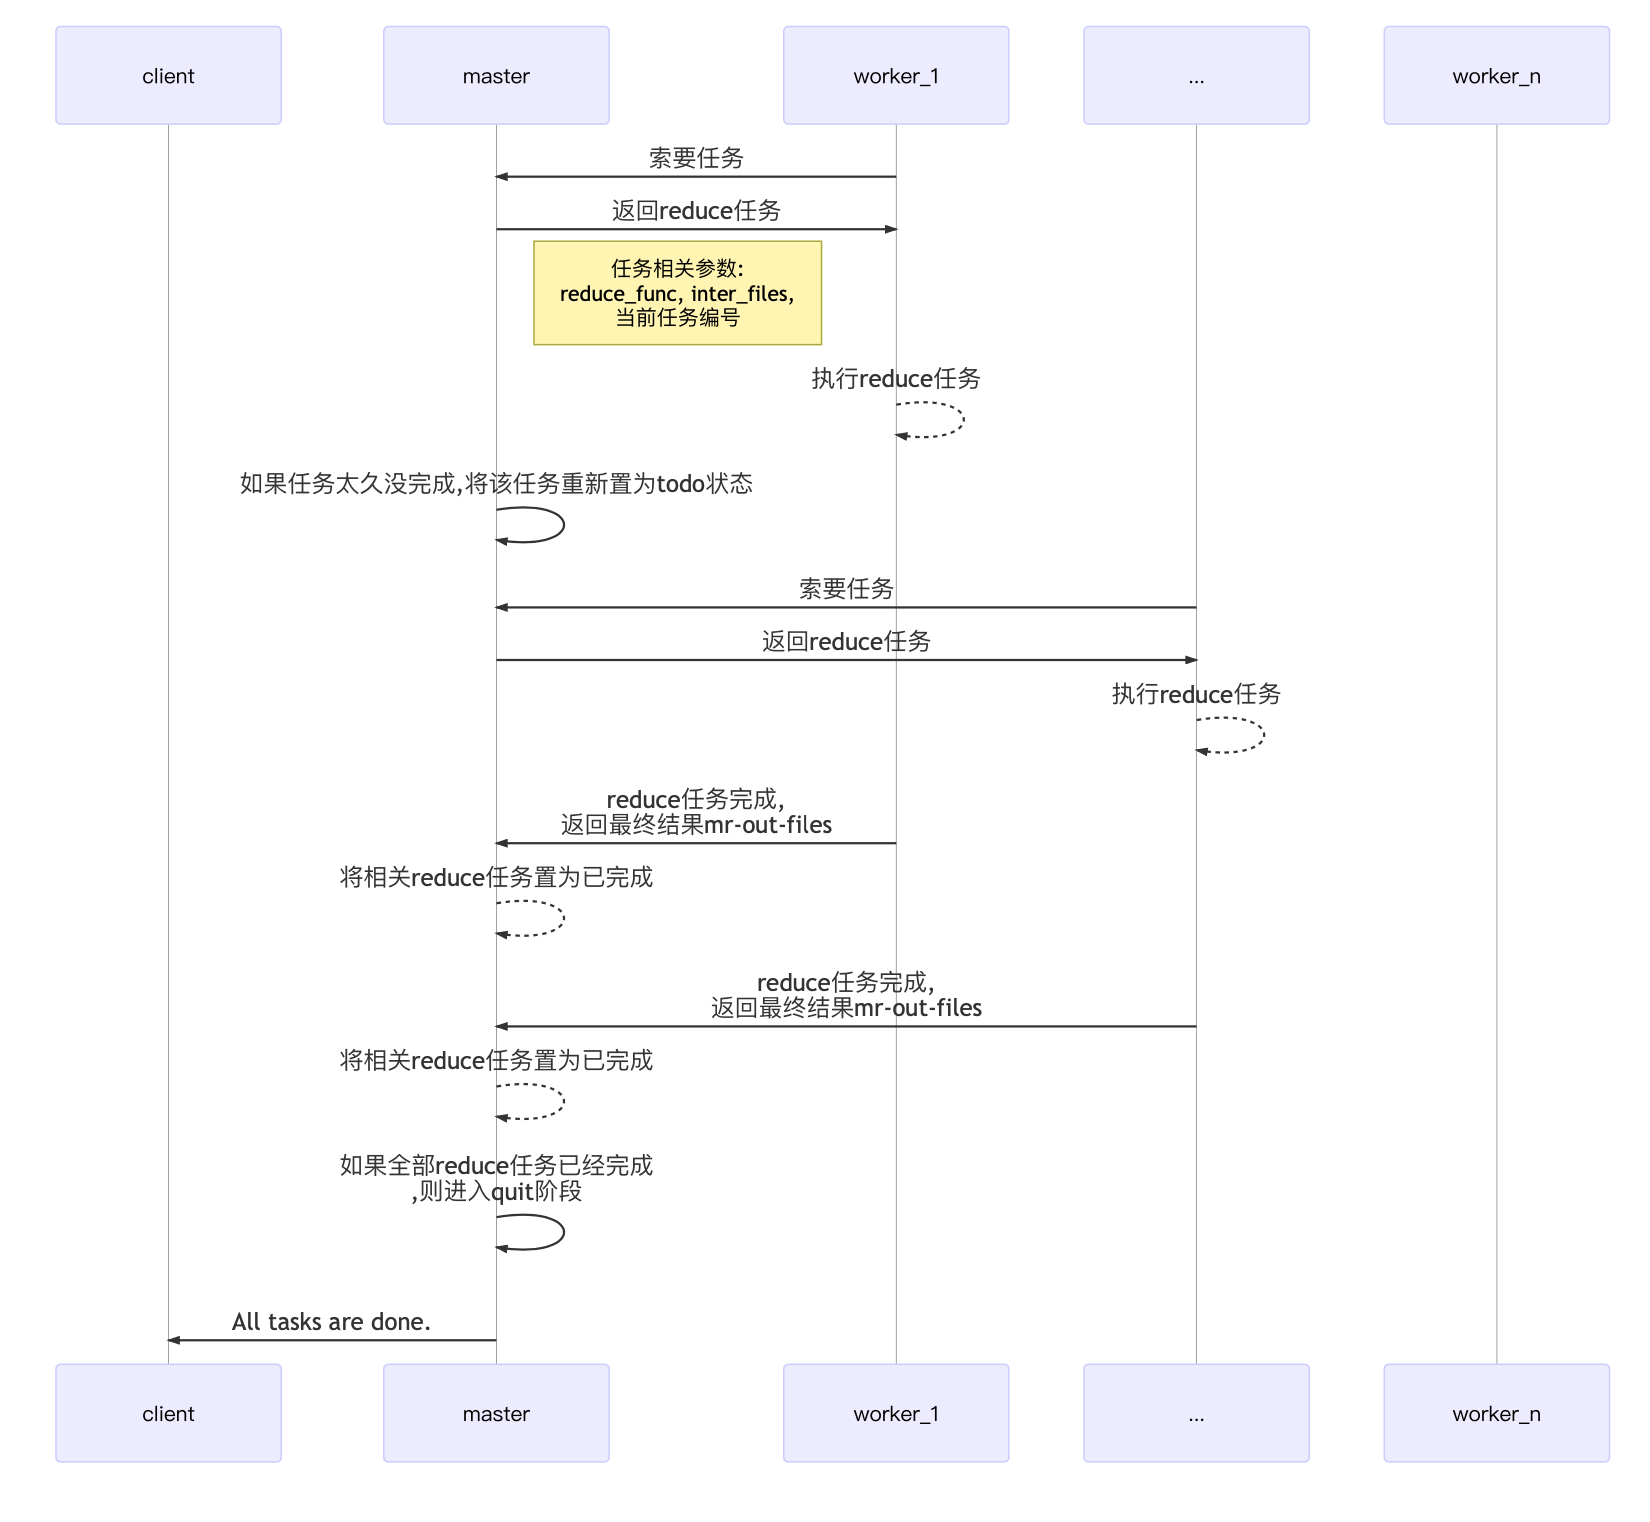 client
master
worker_1
...
worker_n
索要任务
返回reduce任务
任务相关参数:
reduce_func, inter_files,
当前任务编号
执行reduce任务
如果任务太久没完成,将该任务重新置为todo状态
索要任务
返回reduce任务
执行reduce任务
reduce任务完成,
返回最终结果mr-out-files
将相关reduce任务置为已完成
reduce任务完成,
返回最终结果mr-out-files
将相关reduce任务置为已完成
如果全部reduce任务已经完成
,则进入quit阶段
All tasks are done.
client
master
worker_1
...
worker_n